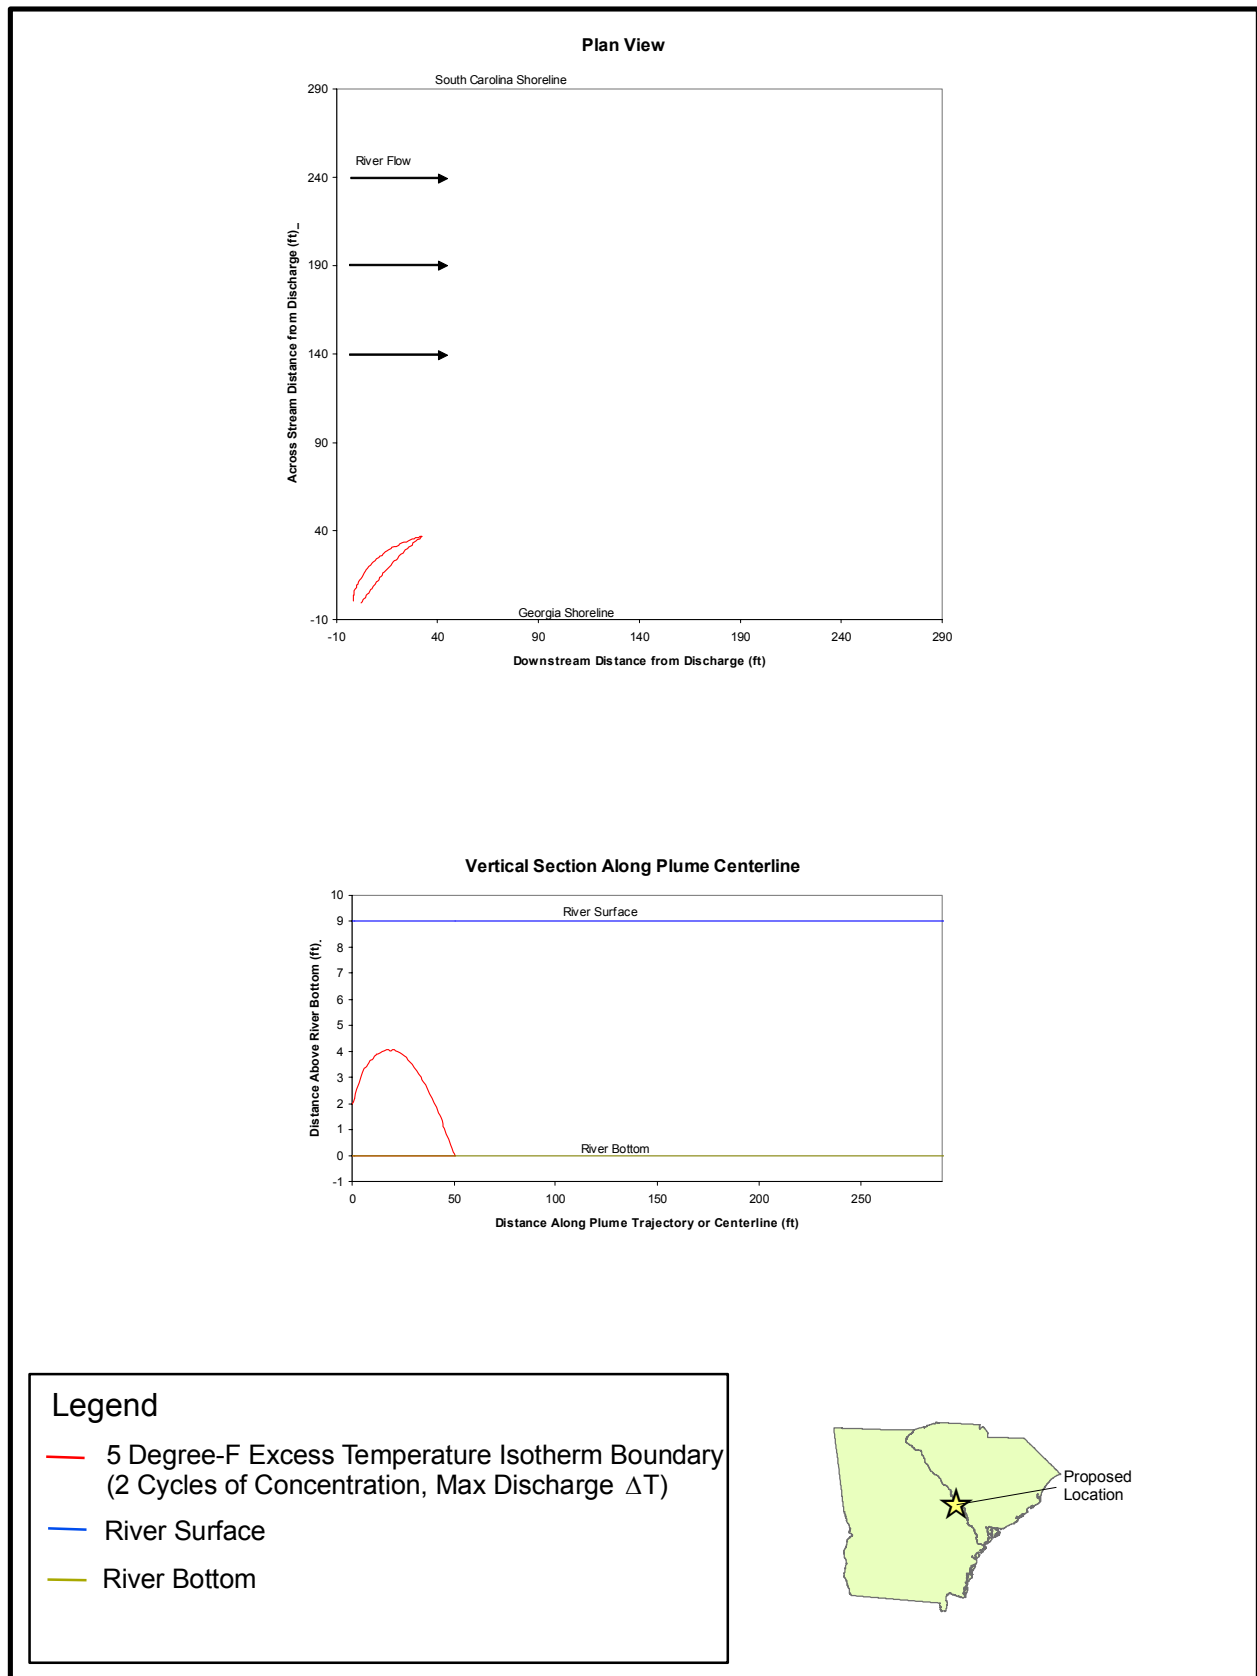 Plan View
South Carolina Shoreline
290
River Flow
240
190
140
90
40
-10
Across Stream Distance from Discharge (ft)_
Georgia Shoreline
-10 40 90 140 190 240 290
Downstream Distance from Discharge (ft)
Vertical Section Along Plume Centerline
10
River Surface
9
8
7
6
5
4
3
2
1
River Bottom
0
-1
Distance Above River Bottom (ft).
0 50 100 150 200 250
Distance Along Plume Trajectory or Centerline (ft)
Legend
5 Degree-F Excess Temperature Isotherm Boundary
(2 Cycles of Concentration, Max Discharge ΔT)
River Surface
River Bottom
Proposed
Location